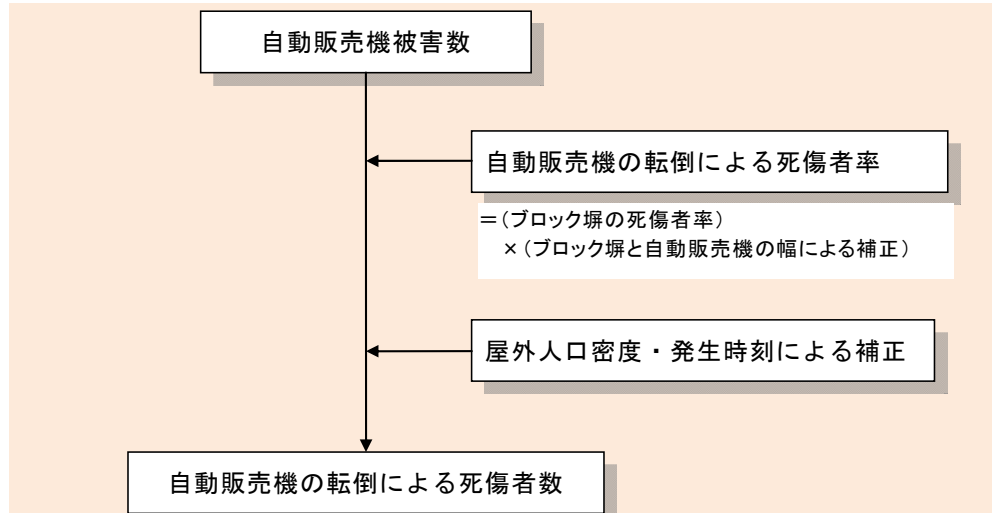 自動販売機被害数
自動販売機の転倒による死傷者率
＝（ブロック塀の死傷者率）
×（ブロック塀と自動販売機の幅による補正）
屋外人口密度・発生時刻による補正
自動販売機の転倒による死傷者数